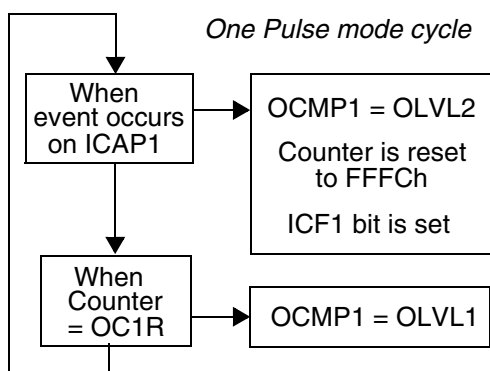 One Pulse mode cycle
When
event occurs
on ICAP1
OCMP1 = OLVL2
Counter is reset
to FFFCh
ICF1 bit is set
When
Counter
= OC1R
OCMP1 = OLVL1